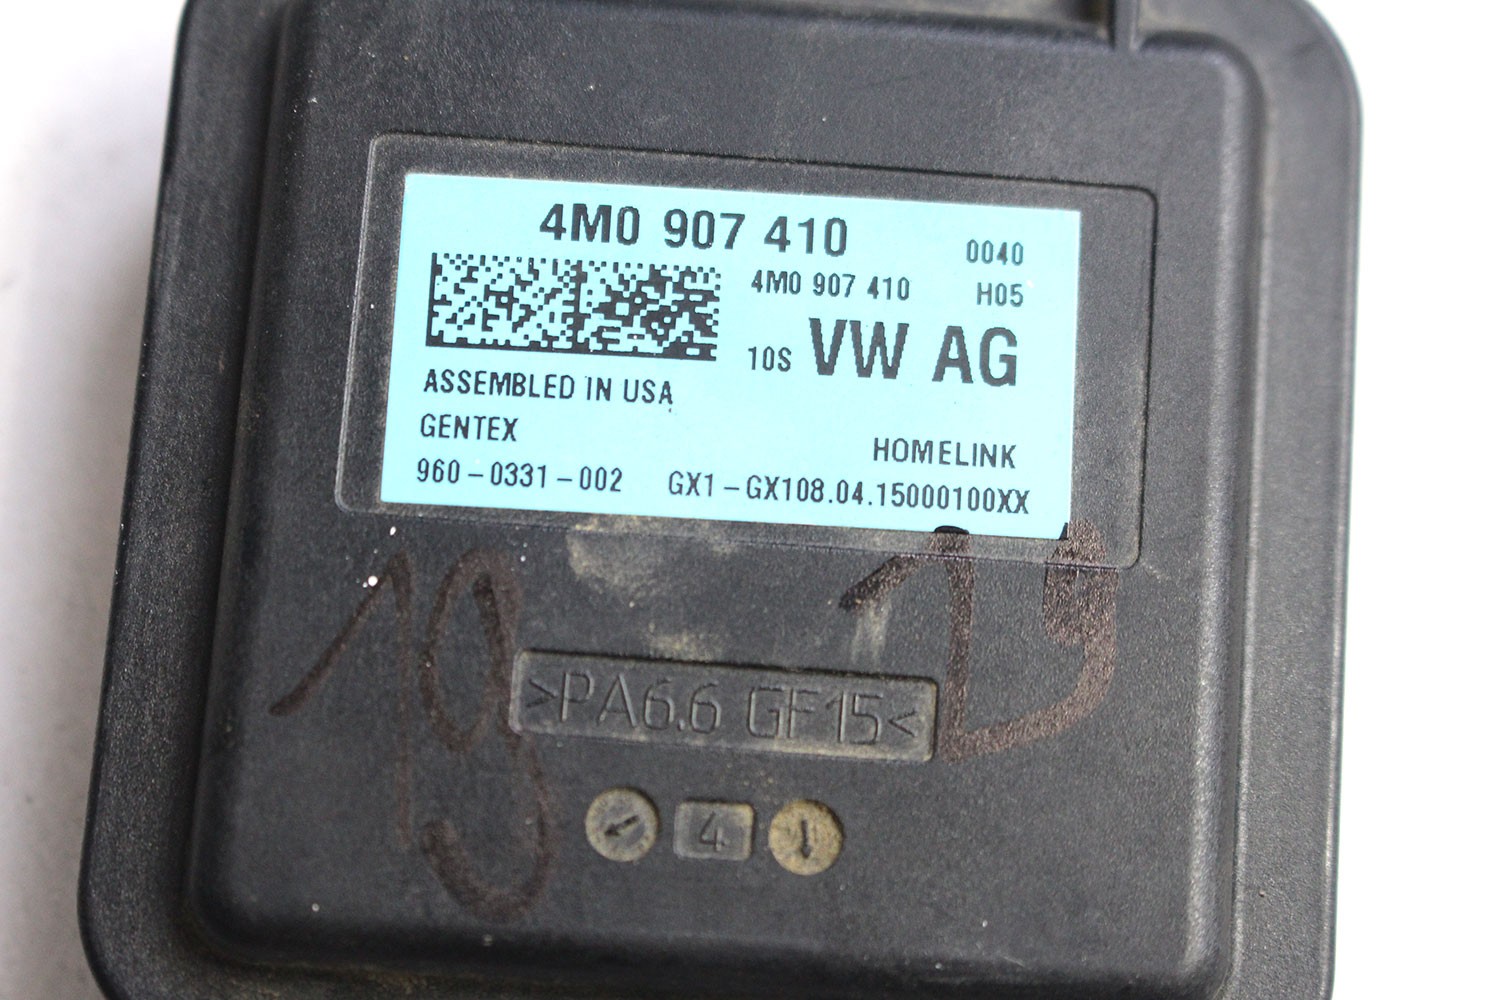 4M0 907 410
0040
4M0 907 410 H05
10S VW AG
ASSEMBLED IN USA
GENTEX
HOMELINK
960-0331-002 GX1-GX108.04.15000100XX
19
>PA6.6 GF15<
4